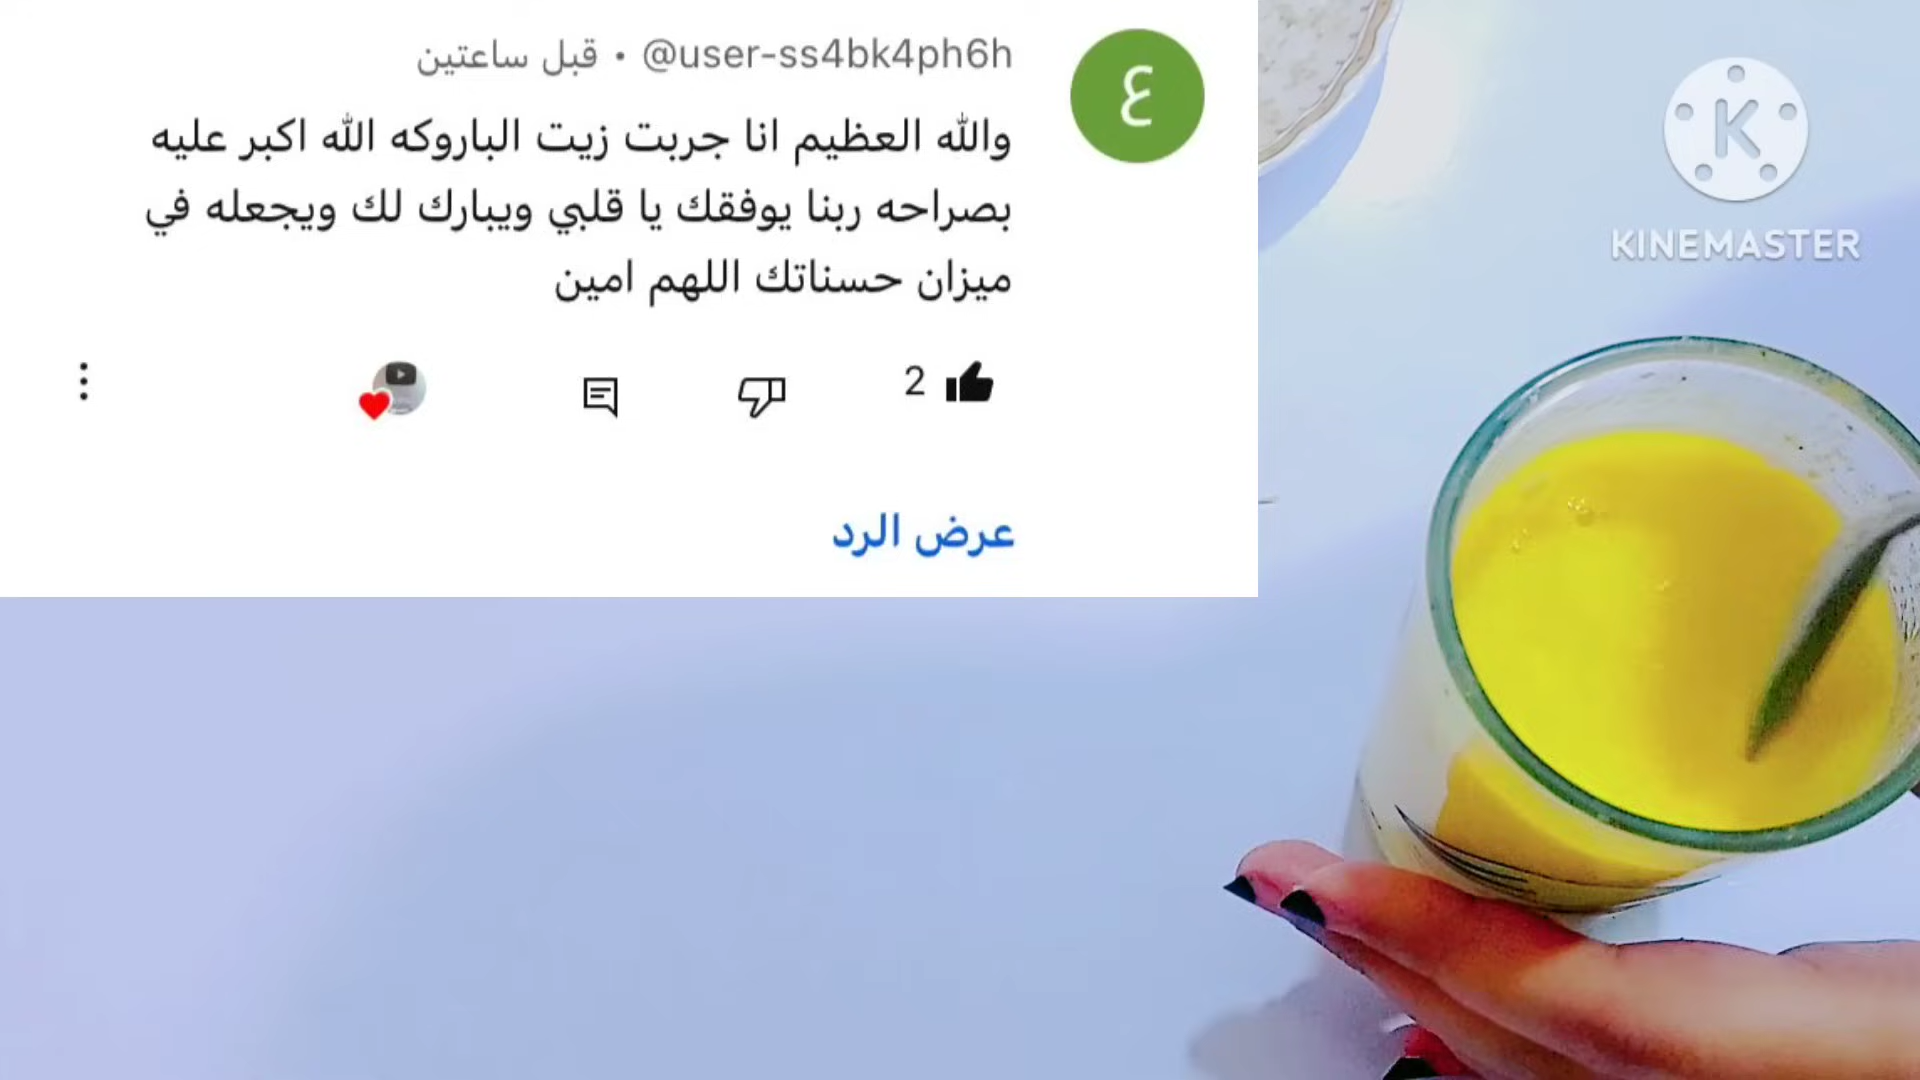 @user-ss4bk4ph6h • قبل ساعتين
ع
والله العظيم انا جربت زيت الباروكه الله اكبر عليه
بصراحه ربنا يوفقك يا قلبي ويبارك لك ويجعله في
ميزان حسناتك اللهم امين
2
عرض الرد
K
KINEMASTER